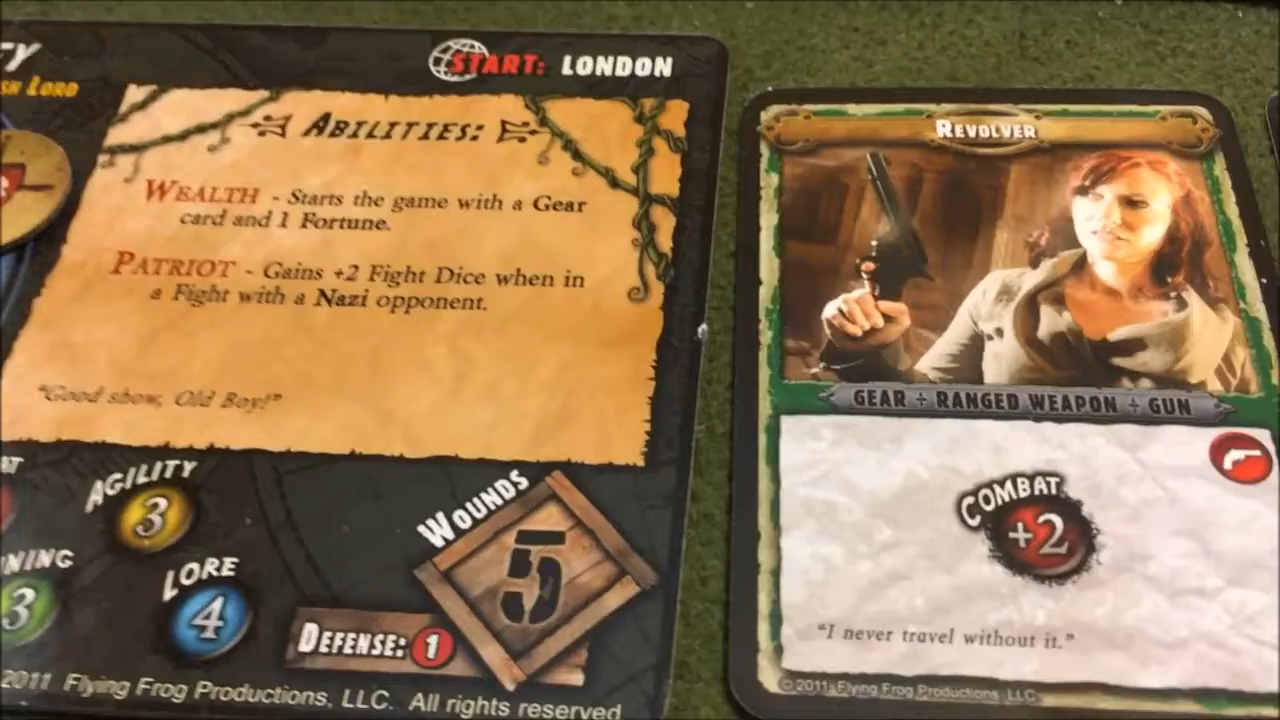 START: LONDON
ABILITIES:
WEALTH - Starts the game with a Gear
card and 1 Fortune.
PATRIOT - Gains +2 Fight Dice when in
a Fight with a Nazi opponent.
"Good show, Old Boy!"
AGILITY
3
NING
3
LORE
4
WOUNDS
5
DEFENSE: 1
2011 Flying Frog Productions, LLC. All rights reserved
REVOLVER
GEAR ÷ RANGED WEAPON ÷ GUN
COMBAT
+2
"I never travel without it."
© 2011 Flying Frog Productions, LLC.